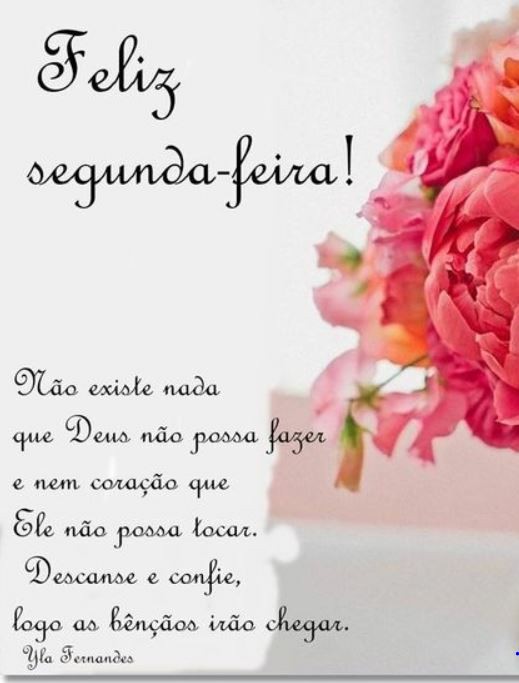 Feliz
segunda-feira!
Não existe nada
que Deus não possa fazer
e nem coração que
Ele não possa tocar.
Descanse e confie,
logo as bênçãos irão chegar.
Yla Fernandes